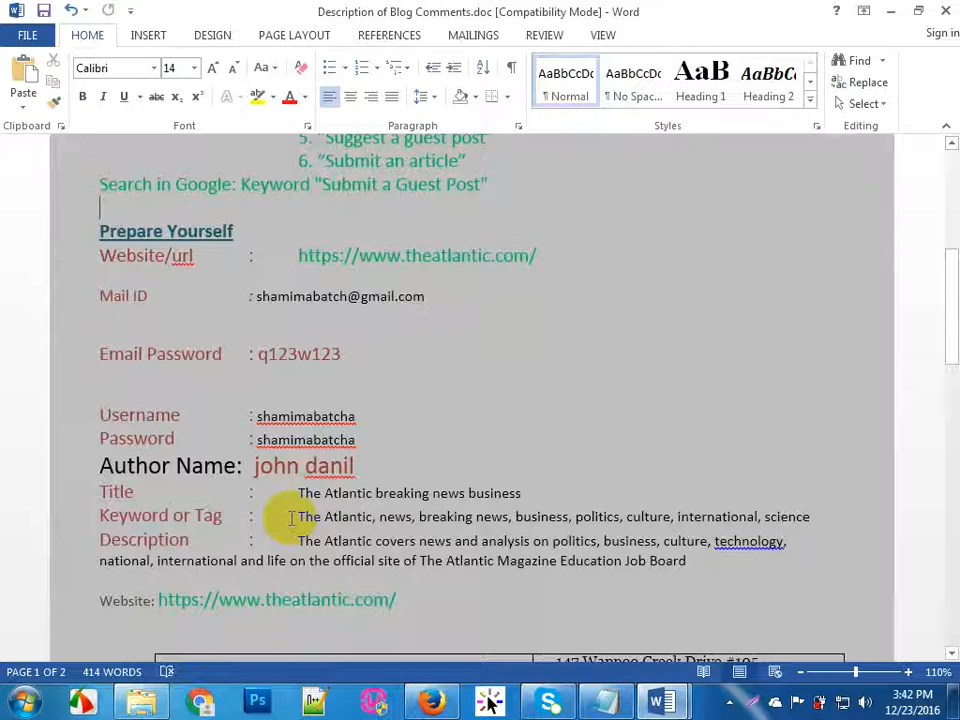 Description of Blog Comments.doc [Compatibility Mode] - Word
Sign in
FILE HOME INSERT DESIGN PAGE LAYOUT REFERENCES MAILINGS REVIEW VIEW
Paste
Calibri 14
AaBbCcDc AaBbCcDc AaB AaBbCc
¶ Normal ¶ No Spac... Heading 1 Heading 2
Find
Replace
Select
Clipboard Font Paragraph Styles Editing
5. "Suggest a guest post"
6. "Submit an article"
Search in Google: Keyword "Submit a Guest Post"
Prepare Yourself
Website/url : https://www.theatlantic.com/
Mail ID : shamimabatch@gmail.com
Email Password : q123w123
Username : shamimabatcha
Password : shamimabatcha
Author Name: john danil
Title : The Atlantic breaking news business
Keyword or Tag : The Atlantic, news, breaking news, business, politics, culture, international, science
Description : The Atlantic covers news and analysis on politics, business, culture, technology,
national, international and life on the official site of The Atlantic Magazine Education Job Board
Website: https://www.theatlantic.com/
147 Wappoo Creek Drive #105
PAGE 1 OF 2 414 WORDS 110%
3:42 PM
12/23/2016